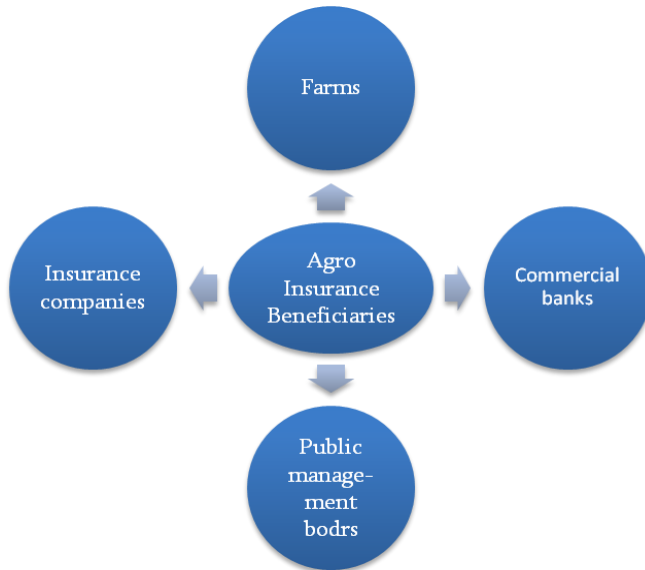 Farms
Insurance
companies
Agro
Insurance
Beneficiaries
Commercial
banks
Public
manage-
ment
bodrs